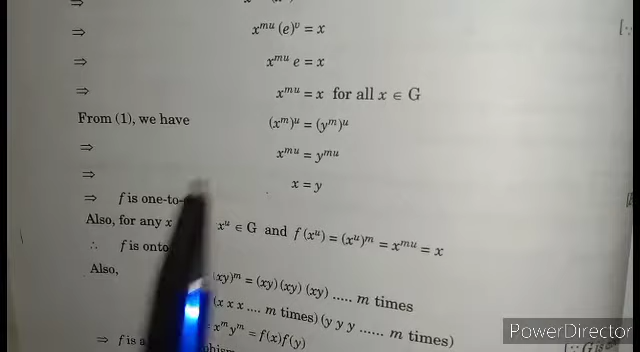 ⇒
⇒ x^{mu} (e)^v = x
⇒ x^{mu} e = x
⇒ x^{mu} = x for all x ∈ G
From (1), we have (x^m)^u = (y^m)^u
⇒ x^{mu} = y^{mu}
⇒ x = y
⇒ f is one-to-
Also, for any x x^u ∈ G and f(x^u) = (x^u)^m = x^{mu} = x
∴ f is onto
Also, (xy)^m = (xy) (xy) (xy) ..... m times
(x x x .... m times) (y y y ...... m times)
= x^m y^m = f(x)f(y)
⇒ f is a
[∵ G is
PowerDirector